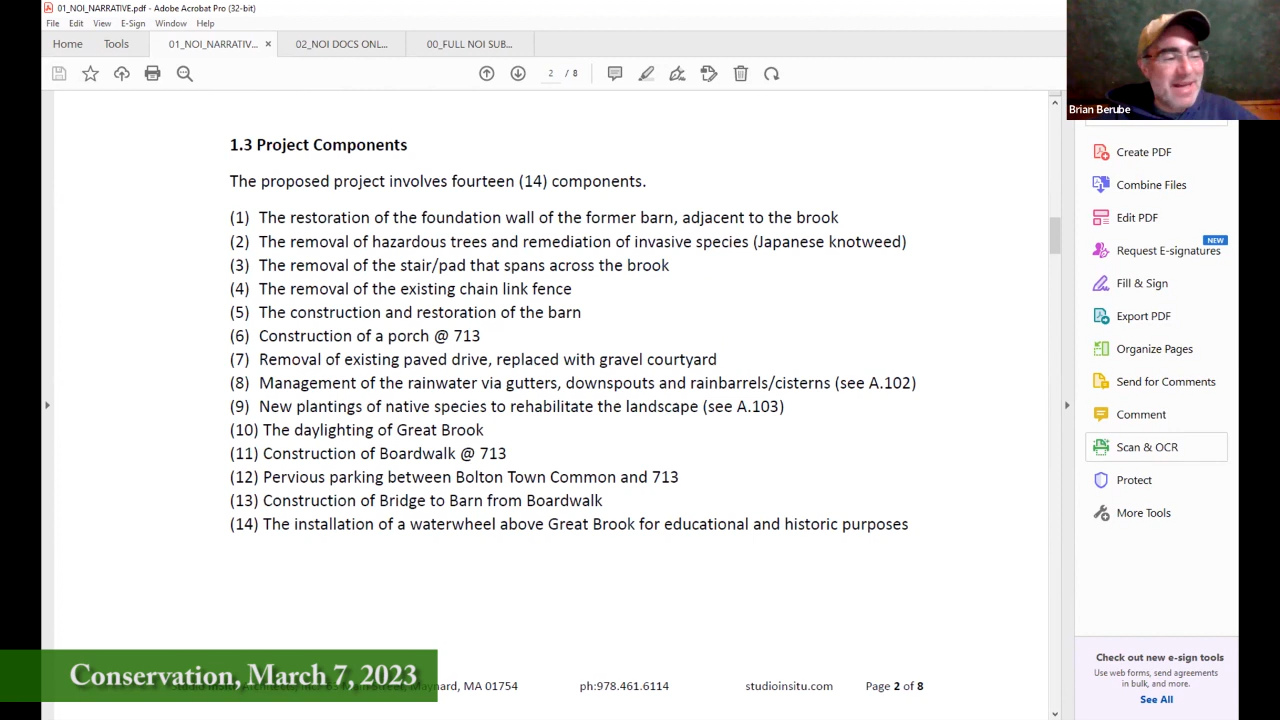 01_NOI_NARRATIVE.pdf - Adobe Acrobat Pro (32-bit)
File Edit View E-Sign Window Help
Home Tools 01_NOI_NARRATIV... × 02_NOI DOCS ONL... 00_FULL NOI SUB...
2 / 8
Brian Berube
1.3 Project Components
The proposed project involves fourteen (14) components.
(1) The restoration of the foundation wall of the former barn, adjacent to the brook
(2) The removal of hazardous trees and remediation of invasive species (Japanese knotweed)
(3) The removal of the stair/pad that spans across the brook
(4) The removal of the existing chain link fence
(5) The construction and restoration of the barn
(6) Construction of a porch @ 713
(7) Removal of existing paved drive, replaced with gravel courtyard
(8) Management of the rainwater via gutters, downspouts and rainbarrels/cisterns (see A.102)
(9) New plantings of native species to rehabilitate the landscape (see A.103)
(10) The daylighting of Great Brook
(11) Construction of Boardwalk @ 713
(12) Pervious parking between Bolton Town Common and 713
(13) Construction of Bridge to Barn from Boardwalk
(14) The installation of a waterwheel above Great Brook for educational and historic purposes
Maynard, MA 01754 ph:978.461.6114 studioinsitu.com Page 2 of 8
Conservation, March 7, 2023
Create PDF
Combine Files
Edit PDF
NEW
Request E-signatures
Fill & Sign
Export PDF
Organize Pages
Send for Comments
Comment
Scan & OCR
Protect
More Tools
Check out new e-sign tools
Use web forms, send agreements
in bulk, and more.
See All